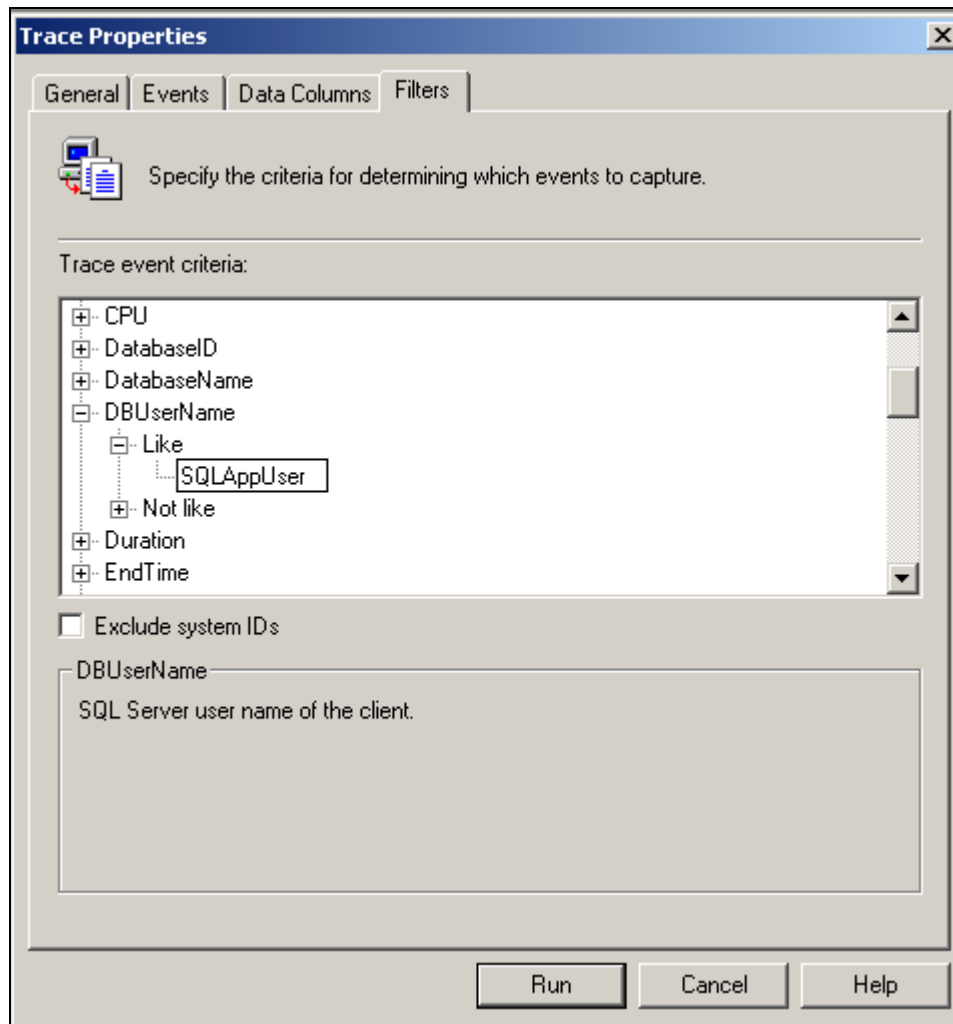 Trace Properties
General Events Data Columns Filters
Specify the criteria for determining which events to capture.
Trace event criteria:
CPU
DatabaseID
DatabaseName
DBUserName
Like
SQLAppUser
Not like
Duration
EndTime
Exclude system IDs
DBUserName
SQL Server user name of the client.
Run Cancel Help